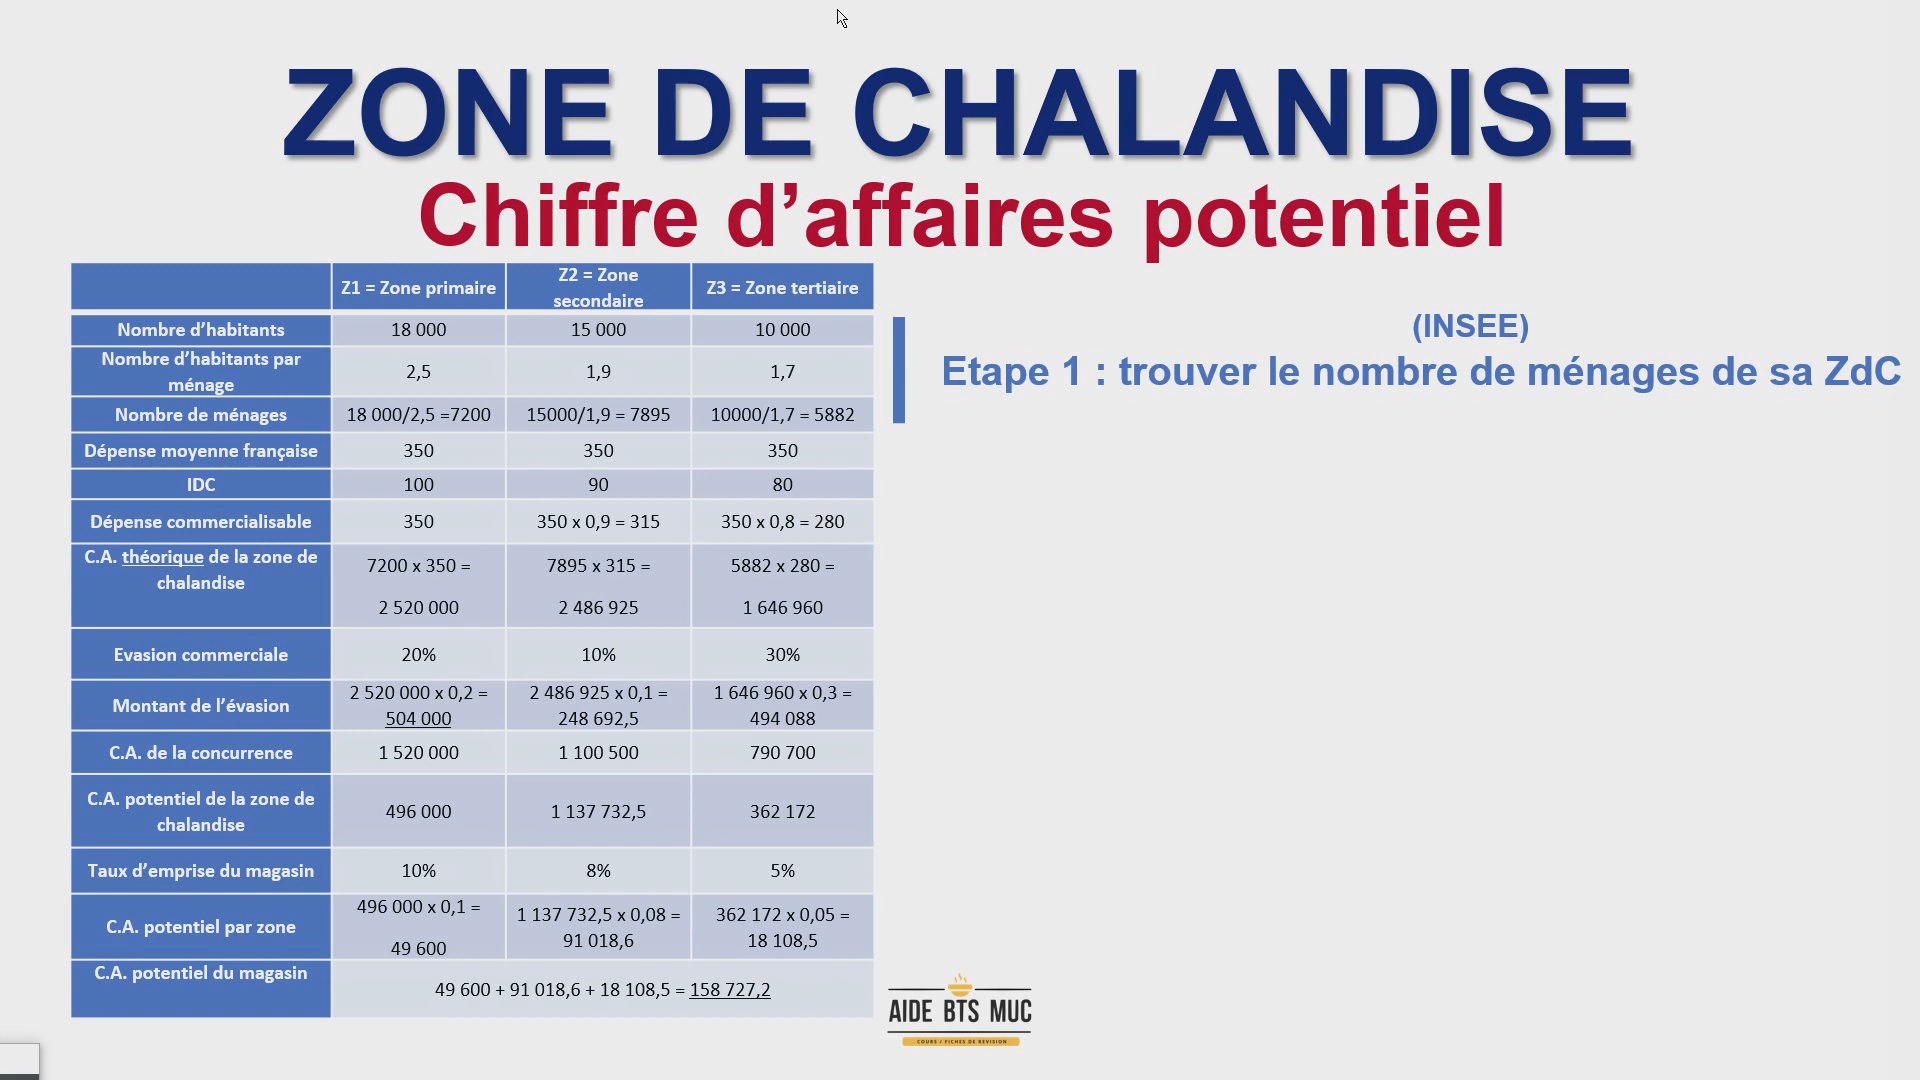 ZONE DE CHALANDISE
Chiffre d’affaires potentiel
Z1 = Zone primaire
Z2 = Zone
secondaire
Z3 = Zone tertiaire
Nombre d’habitants
18 000
15 000
10 000
Nombre d’habitants par
ménage
2,5
1,9
1,7
Nombre de ménages
18 000/2,5 =7200
15000/1,9 = 7895
10000/1,7 = 5882
Dépense moyenne française
350
350
350
IDC
100
90
80
Dépense commercialisable
350
350 x 0,9 = 315
350 x 0,8 = 280
C.A. théorique de la zone de
chalandise
7200 x 350 =
2 520 000
7895 x 315 =
2 486 925
5882 x 280 =
1 646 960
Evasion commerciale
20%
10%
30%
Montant de l’évasion
2 520 000 x 0,2 =
504 000
2 486 925 x 0,1 =
248 692,5
1 646 960 x 0,3 =
494 088
C.A. de la concurrence
1 520 000
1 100 500
790 700
C.A. potentiel de la zone de
chalandise
496 000
1 137 732,5
362 172
Taux d’emprise du magasin
10%
8%
5%
C.A. potentiel par zone
496 000 x 0,1 =
49 600
1 137 732,5 x 0,08 =
91 018,6
362 172 x 0,05 =
18 108,5
C.A. potentiel du magasin
49 600 + 91 018,6 + 18 108,5 = 158 727,2
(INSEE)
Etape 1 : trouver le nombre de ménages de sa ZdC
AIDE BTS MUC
COURS / FICHES DE REVISION